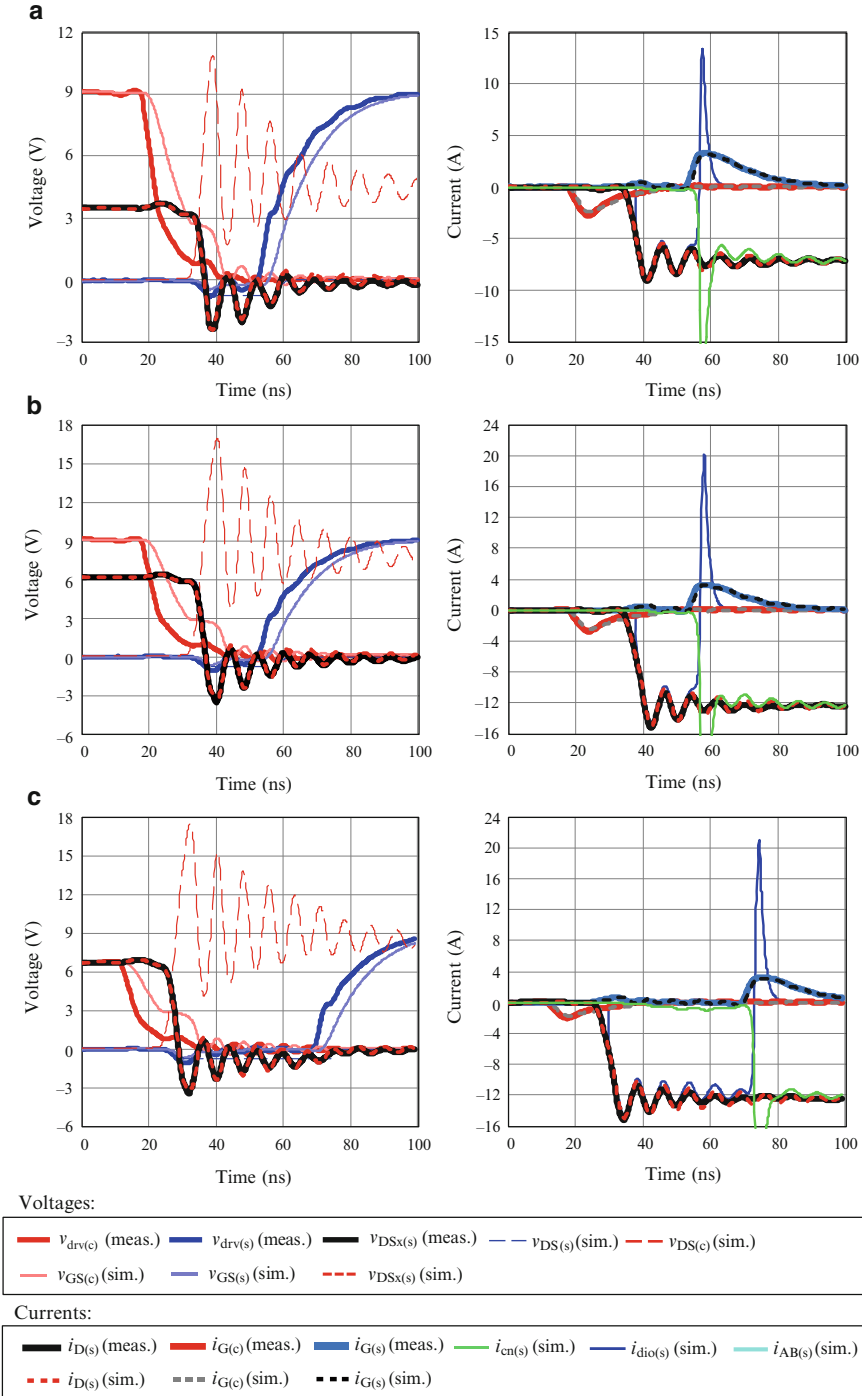 a
Voltage (V)
12
9
6
3
0
–3
0 20 40 60 80 100
Time (ns)
Current (A)
15
10
5
0
–5
–10
–15
0 20 40 60 80 100
Time (ns)
b
Voltage (V)
18
15
12
9
6
3
0
–3
–6
0 20 40 60 80 100
Time (ns)
Current (A)
24
20
16
12
8
4
0
–4
–8
–12
–16
0 20 40 60 80 100
Time (ns)
c
Voltage (V)
18
15
12
9
6
3
0
–3
–6
0 20 40 60 80 100
Time (ns)
Current (A)
24
20
16
12
8
4
0
–4
–8
–12
–16
0 20 40 60 80 100
Time (ns)
Voltages:
vdrv(c) (meas.) vdrv(s) (meas.) vDSx(s) (meas.) vDS(s) (sim.) vDS(c) (sim.)
vGS(c) (sim.) vGS(s) (sim.) vDSx(s) (sim.)
Currents:
iD(s) (meas.) iG(c) (meas.) iG(s) (meas.) icn(s) (sim.) idio(s) (sim.) iAB(s) (sim.)
iD(s) (sim.) iG(c) (sim.) iG(s) (sim.)